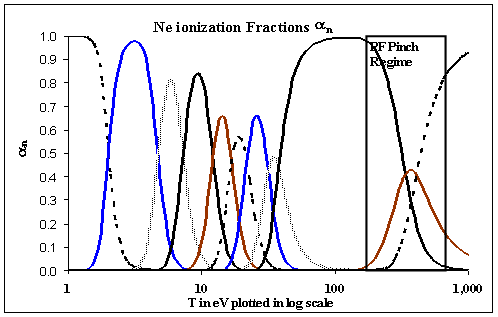 Ne ionization Fractions αn
PF Pinch
Regime
1.0
0.9
0.8
0.7
0.6
0.5
0.4
0.3
0.2
0.1
0.0
αn
1 10 100 1,000
T in eV plotted in log scale